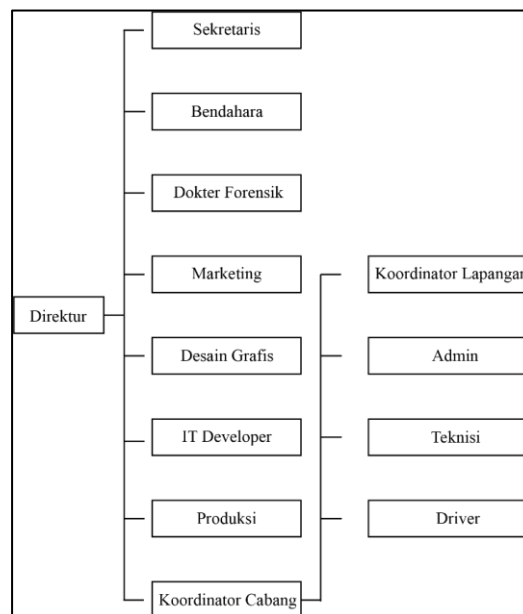 Sekretaris
Bendahara
Dokter Forensik
Marketing
Koordinator Lapangan
Direktur
Desain Grafis
Admin
IT Developer
Teknisi
Produksi
Driver
Koordinator Cabang